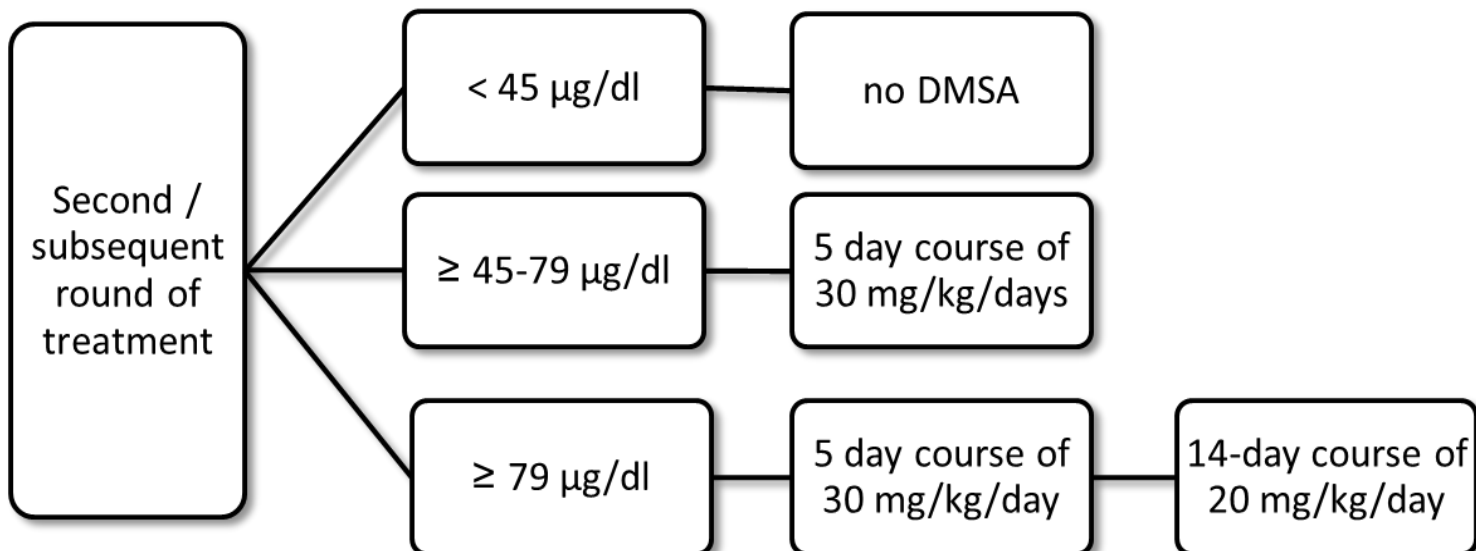 Second /
subsequent
round of
treatment
< 45 µg/dl
no DMSA
≥ 45-79 µg/dl
5 day course of
30 mg/kg/days
≥ 79 µg/dl
5 day course of
30 mg/kg/day
14-day course of
20 mg/kg/day